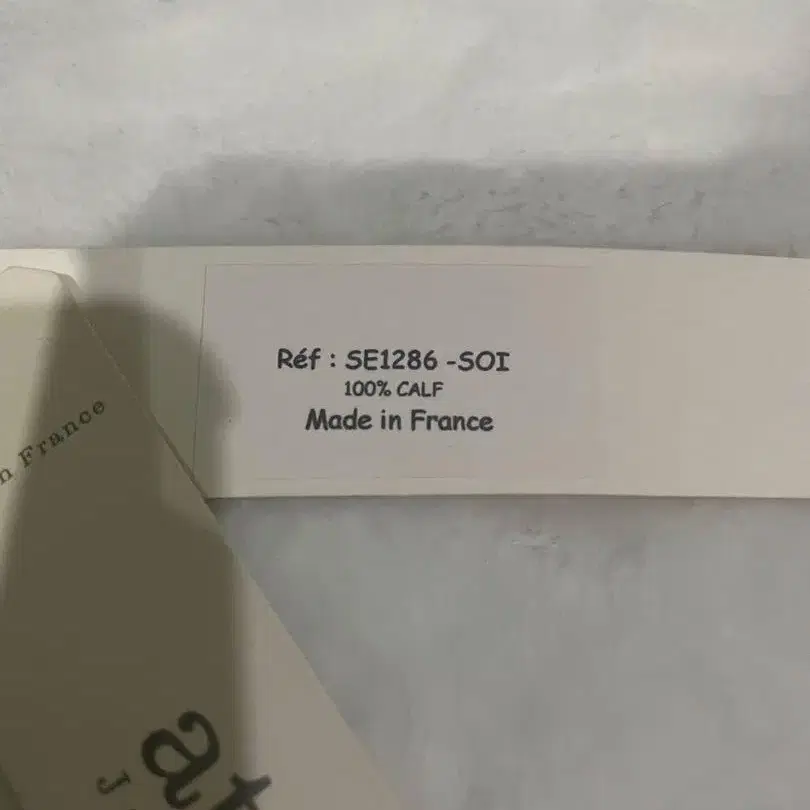 Réf : SE1286 -SOI
100% CALF
Made in France
France